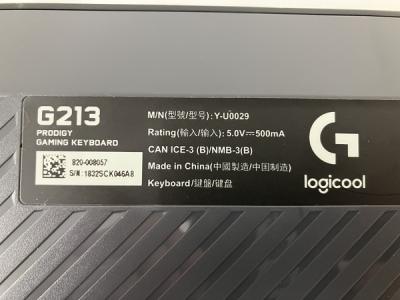 G213
PRODIGY
GAMING KEYBOARD
820-008057
S/N: 1832SCK046A8
M/N(型號/型号): Y-U0029
Rating(輸入/输入): 5.0V⎓500mA
CAN ICE-3 (B)/NMB-3(B)
Made in China(中國製造/中国制造)
Keyboard/鍵盤/键盘
G
logicool